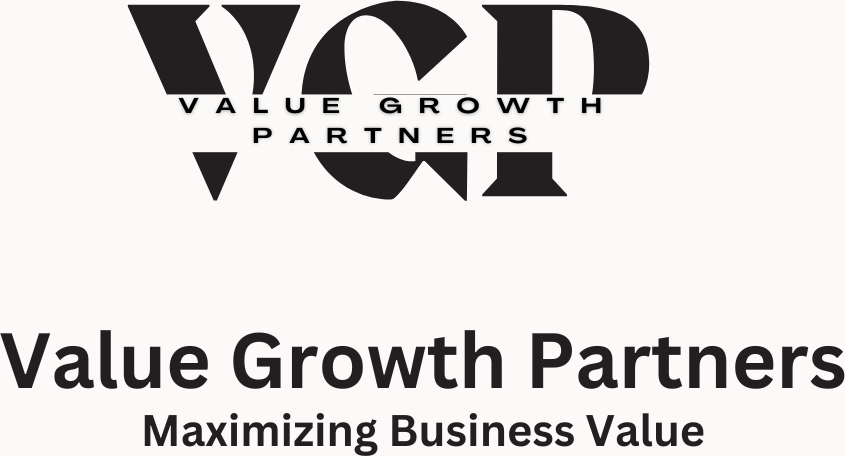 VGP
VALUE GROWTH
PARTNERS
Value Growth Partners
Maximizing Business Value